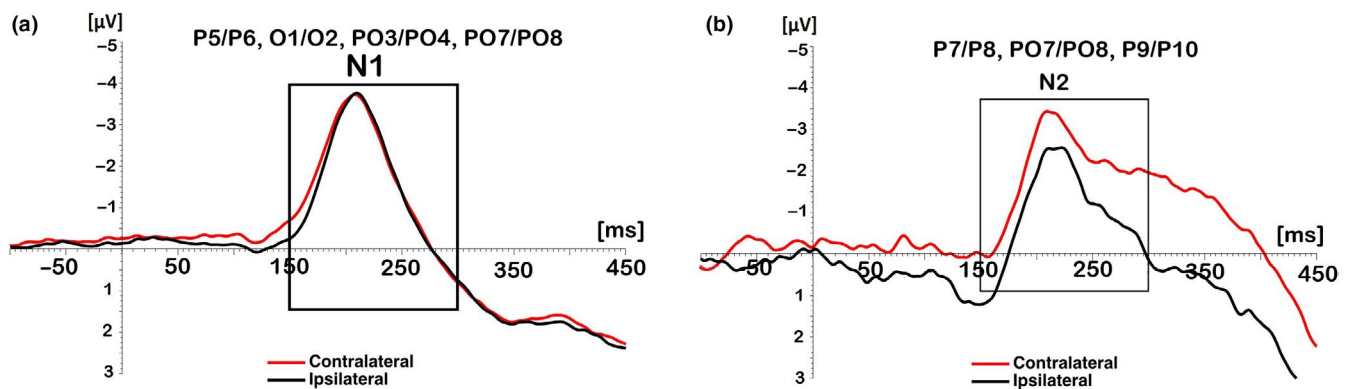 (a)
[µV]
P5/P6, O1/O2, PO3/PO4, PO7/PO8
N1
–5
–4
–3
–2
–1
1
2
3
[ms]
–50 50 150 250 350 450
Contralateral
Ipsilateral
(b)
[µV]
P7/P8, PO7/PO8, P9/P10
N2
–5
–4
–3
–2
–1
1
2
3
[ms]
50 50 150 250 350 450
Contralateral
Ipsilateral